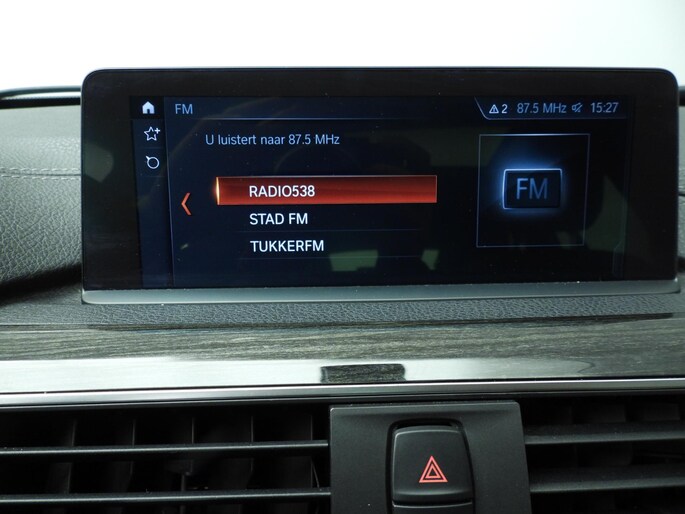 FM 2 87.5 MHz 15:27
U luistert naar 87.5 MHz
RADIO538
STAD FM
TUKKERFM
FM